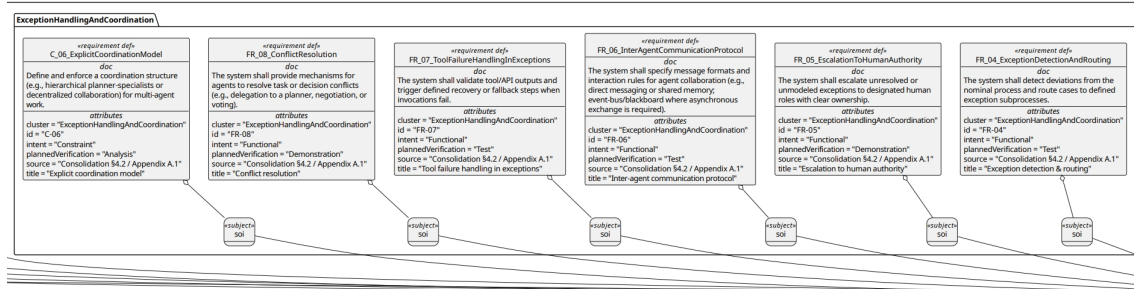 ExceptionHandlingAndCoordination
«requirement def»
C_06_ExplicitCoordinationModel
doc
Define and enforce a coordination structure
(e.g., hierarchical planner-specialists or
decentralized collaboration) for multi-agent
work.
attributes
cluster = "ExceptionHandlingAndCoordination"
id = "C-06"
intent = "Constraint"
plannedVerification = "Analysis"
source = "Consolidation §4.2 / Appendix A.1"
title = "Explicit coordination model"
«subject»
soi
«requirement def»
FR_08_ConflictResolution
doc
The system shall provide mechanisms for
agents to resolve task or decision conflicts
(e.g., delegation to a planner, negotiation, or
voting).
attributes
cluster = "ExceptionHandlingAndCoordination"
id = "FR-08"
intent = "Functional"
plannedVerification = "Demonstration"
source = "Consolidation §4.2 / Appendix A.1"
title = "Conflict resolution"
«subject»
soi
«requirement def»
FR_07_ToolFailureHandlingInExceptions
doc
The system shall validate tool/API outputs and
trigger defined recovery or fallback steps when
invocations fail.
attributes
cluster = "ExceptionHandlingAndCoordination"
id = "FR-07"
intent = "Functional"
plannedVerification = "Test"
source = "Consolidation §4.2 / Appendix A.1"
title = "Tool failure handling in exceptions"
«subject»
soi
«requirement def»
FR_06_InterAgentCommunicationProtocol
doc
The system shall specify message formats and
interaction rules for agent collaboration (e.g.,
direct messaging or shared memory;
event-bus/blackboard where asynchronous
exchange is required).
attributes
cluster = "ExceptionHandlingAndCoordination"
id = "FR-06"
intent = "Functional"
plannedVerification = "Test"
source = "Consolidation §4.2 / Appendix A.1"
title = "Inter-agent communication protocol"
«subject»
soi
«requirement def»
FR_05_EscalationToHumanAuthority
doc
The system shall escalate unresolved or
unmodeled exceptions to designated human
roles with clear ownership.
attributes
cluster = "ExceptionHandlingAndCoordination"
id = "FR-05"
intent = "Functional"
plannedVerification = "Demonstration"
source = "Consolidation §4.2 / Appendix A.1"
title = "Escalation to human authority"
«subject»
soi
«requirement def»
FR_04_ExceptionDetectionAndRouting
doc
The system shall detect deviations from the
nominal process and route cases to defined
exception subprocesses.
attributes
cluster = "ExceptionHandlingAndCoordination"
id = "FR-04"
intent = "Functional"
plannedVerification = "Test"
source = "Consolidation §4.2 / Appendix A.1"
title = "Exception detection & routing"
«subject»
soi